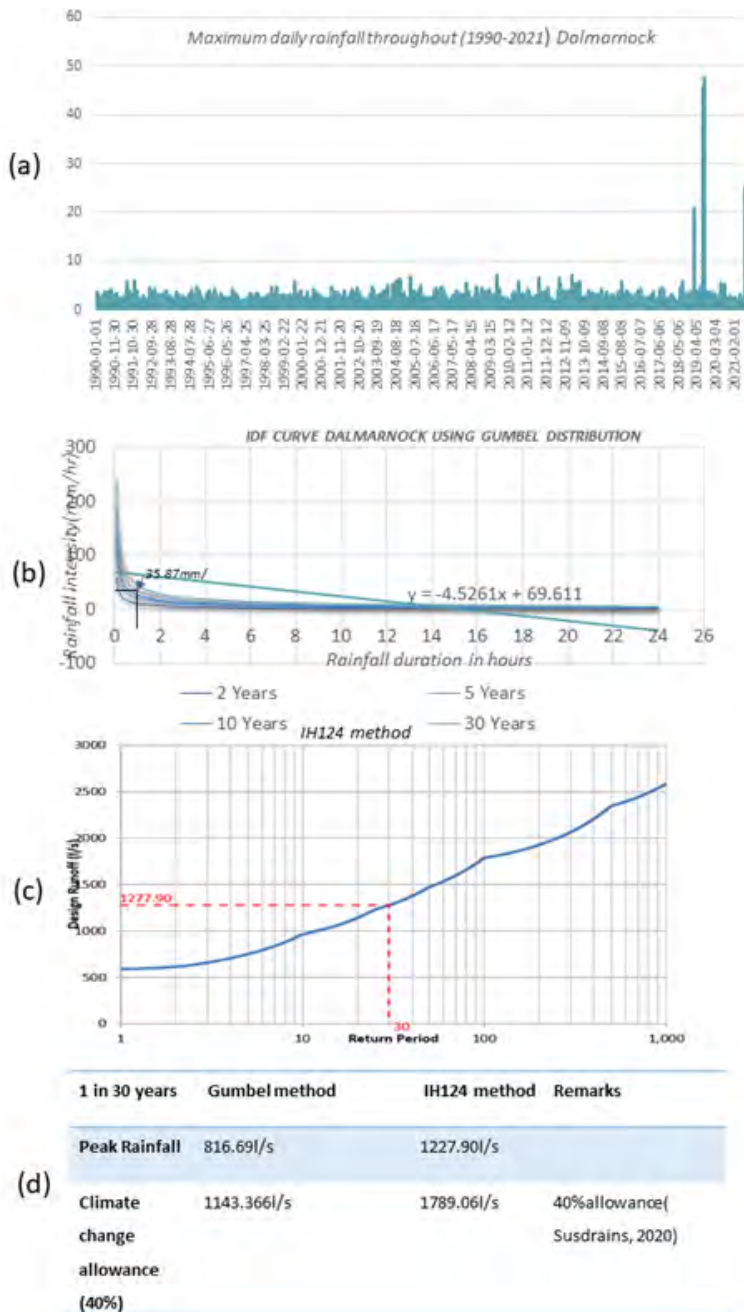 60
Maximum daily rainfall throughout (1990-2021) Dalmarnock
50
40
(a)
30
20
10
0
1990-01-01
1990-11-30
1991-10-30
1992-09-28
1993-08-28
1994-07-28
1995-06-27
1996-05-26
1997-04-25
1998-03-25
1999-02-22
2000-01-22
2000-12-21
2001-11-20
2002-10-20
2003-09-19
2004-08-18
2005-07-18
2006-06-17
2007-05-17
2008-04-15
2009-03-15
2010-02-12
2011-01-12
2011-12-12
2012-11-09
2013-10-09
2014-09-08
2015-08-08
2016-07-07
2017-06-06
2018-05-06
2019-04-05
2020-03-04
2021-02-01
300
IDF CURVE DALMARNOCK USING GUMBEL DISTRIBUTION
Rainfall intensity(mm/hr)
200
(b)
100
35.87mm/
y = -4.5261x + 69.611
0
0 2 4 6 8 10 12 14 16 18 20 22 24 26
-100
Rainfall duration in hours
2 Years 5 Years
10 Years 30 Years
IH124 method
3000
2500
2000
(c)
Design Runoff (l/s)
1500
1277.90
1000
500
0
30
1 10 100 1,000
Return Period
1 in 30 years Gumbel method IH124 method Remarks
Peak Rainfall 816.69l/s 1227.90l/s
(d)
Climate 1143.366l/s 1789.06l/s 40%allowance(
change Susdrains, 2020)
allowance
(40%)